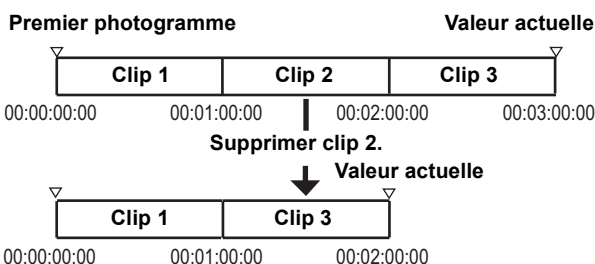 Premier photogramme Valeur actuelle
Clip 1 Clip 2 Clip 3
00:00:00:00 00:01:00:00 00:02:00:00 00:03:00:00
Supprimer clip 2.
Valeur actuelle
Clip 1 Clip 3
00:00:00:00 00:01:00:00 00:02:00:00